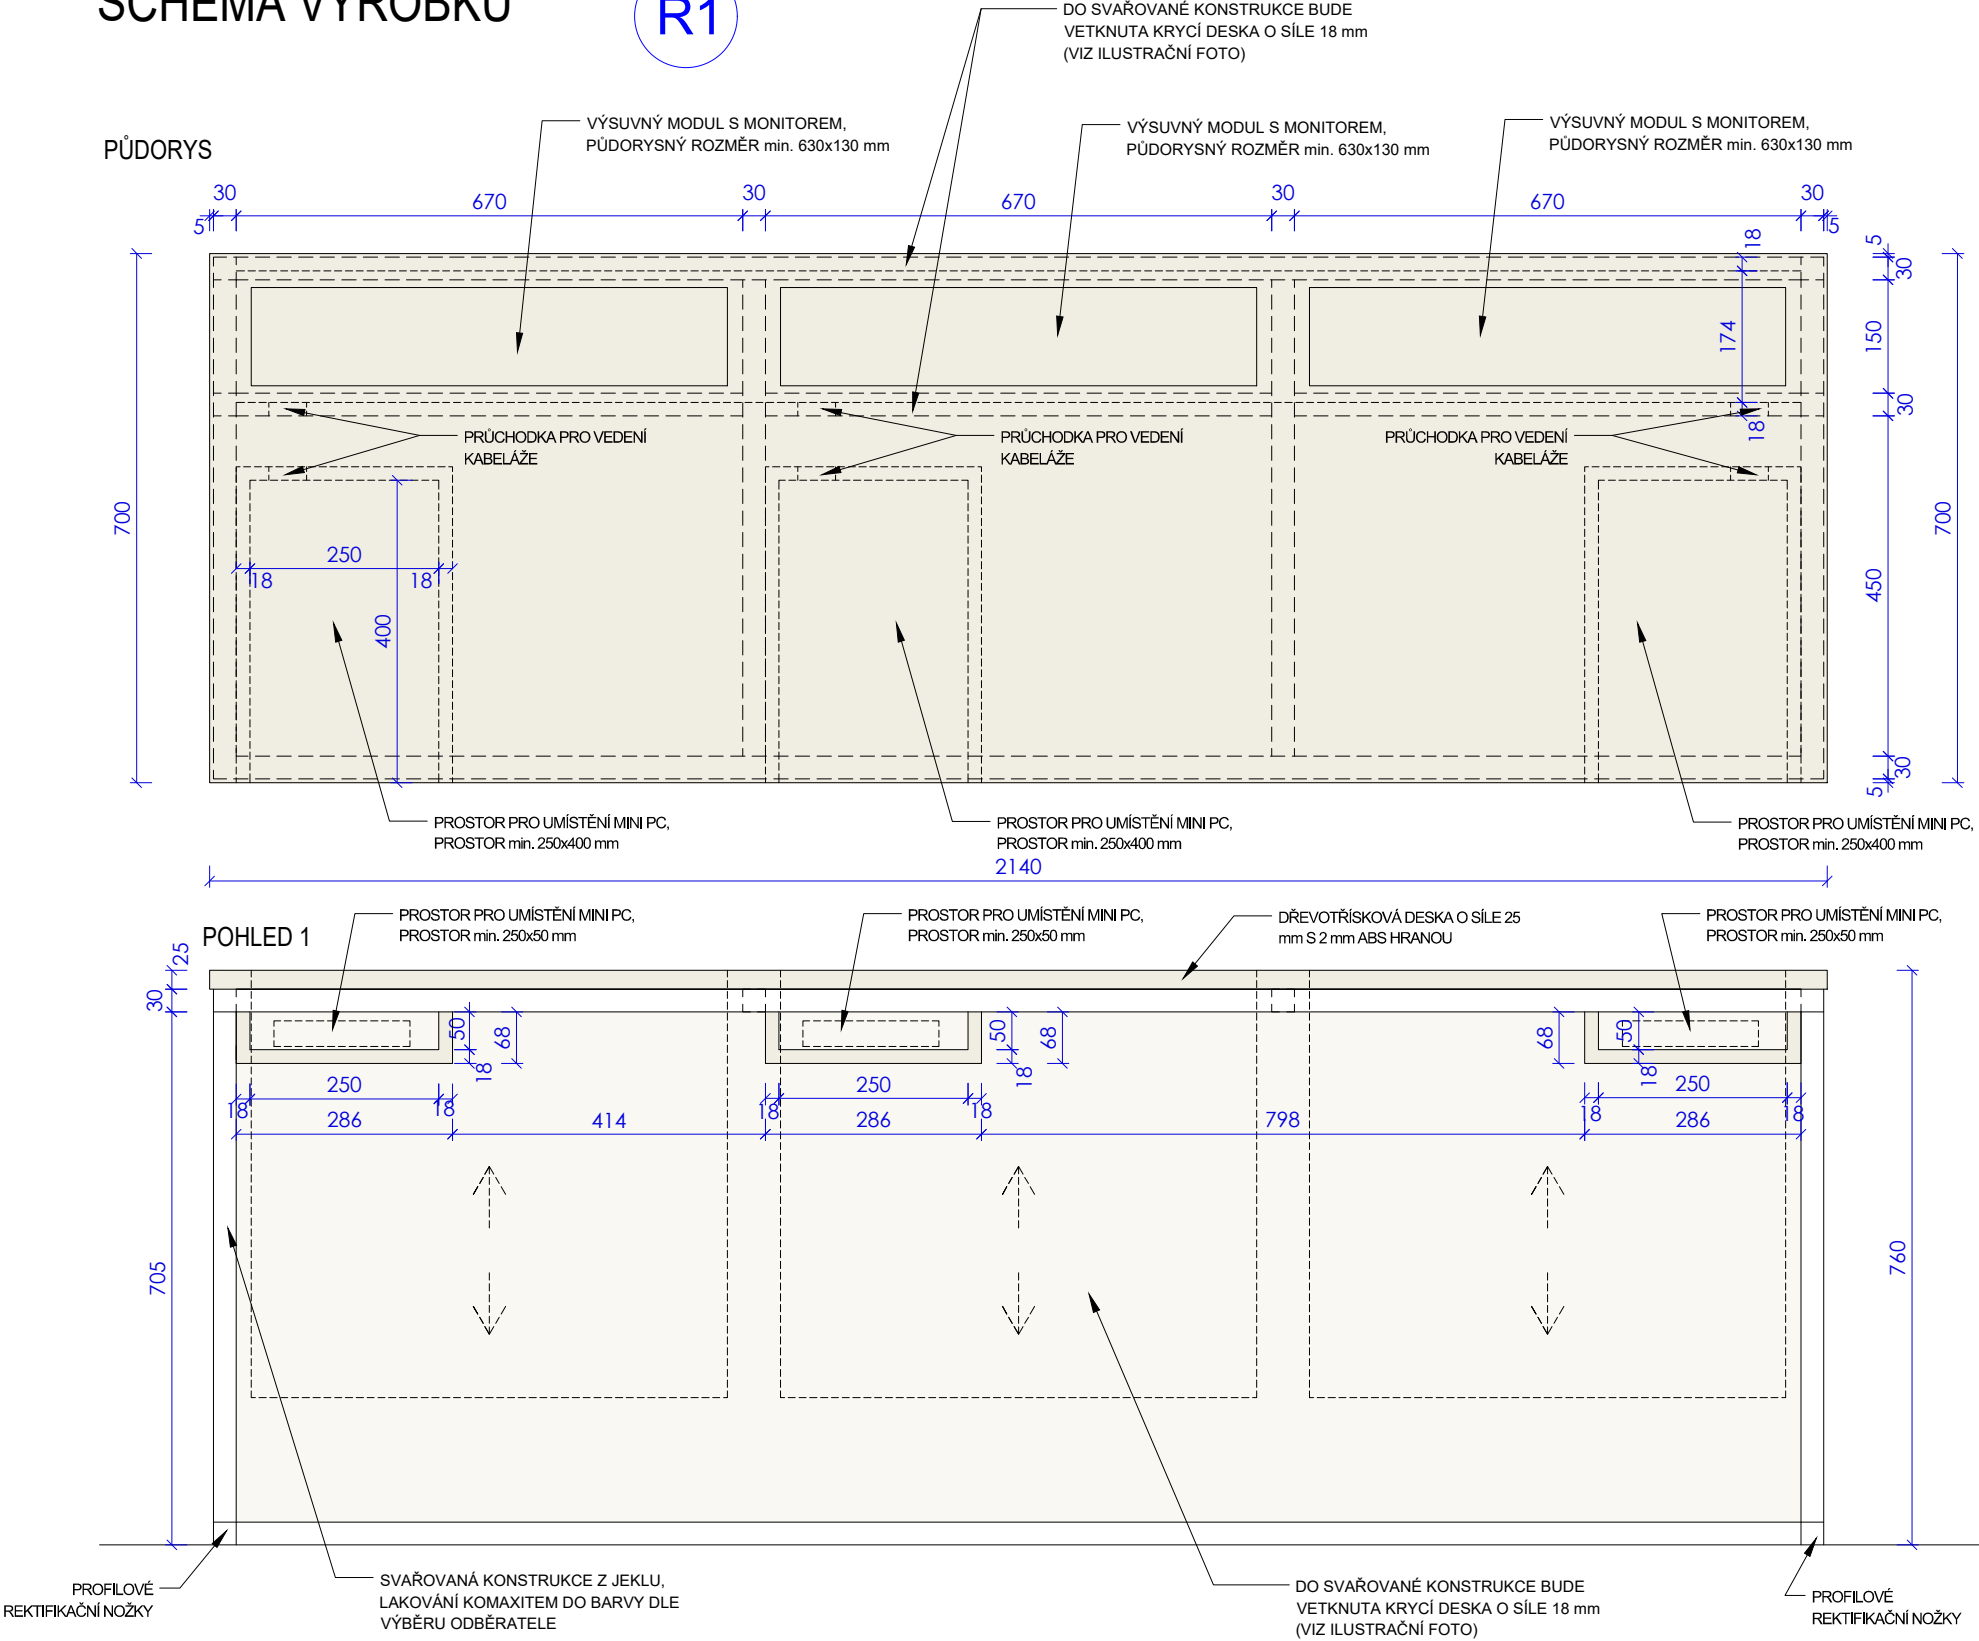 SCHÉMA VÝROBKU
R1
DO SVAŘOVANÉ KONSTRUKCE BUDE
VETKNUTA KRYCÍ DESKA O SÍLE 18 mm
(VIZ ILUSTRAČNÍ FOTO)
PŮDORYS
VÝSUVNÝ MODUL S MONITOREM,
PŮDORYSNÝ ROZMĚR min. 630x130 mm
VÝSUVNÝ MODUL S MONITOREM,
PŮDORYSNÝ ROZMĚR min. 630x130 mm
VÝSUVNÝ MODUL S MONITOREM,
PŮDORYSNÝ ROZMĚR min. 630x130 mm
30 670 30 670 30 670 30
5 5
18 5
30
174 150
30
18
PRŮCHODKA PRO VEDENÍ
KABELÁŽE
PRŮCHODKA PRO VEDENÍ
KABELÁŽE
PRŮCHODKA PRO VEDENÍ
KABELÁŽE
700 700
250
18 18
400 450
30
5
PROSTOR PRO UMÍSTĚNÍ MINI PC,
PROSTOR min. 250x400 mm
PROSTOR PRO UMÍSTĚNÍ MINI PC,
PROSTOR min. 250x400 mm
PROSTOR PRO UMÍSTĚNÍ MINI PC,
PROSTOR min. 250x400 mm
2140
POHLED 1
PROSTOR PRO UMÍSTĚNÍ MINI PC,
PROSTOR min. 250x50 mm
PROSTOR PRO UMÍSTĚNÍ MINI PC,
PROSTOR min. 250x50 mm
DŘEVOTŘÍSKOVÁ DESKA O SÍLE 25
mm S 2 mm ABS HRANOU
PROSTOR PRO UMÍSTĚNÍ MINI PC,
PROSTOR min. 250x50 mm
25
30
50 68 50 68 68 50
18 18 18
250 250 250
18 18 18 18 18 18
286 414 286 798 286
705 760
PROFILOVÉ
REKTIFIKAČNÍ NOŽKY
SVAŘOVANÁ KONSTRUKCE Z JEKLU,
LAKOVÁNÍ KOMAXITEM DO BARVY DLE
VÝBĚRU ODBĚRATELE
DO SVAŘOVANÉ KONSTRUKCE BUDE
VETKNUTA KRYCÍ DESKA O SÍLE 18 mm
(VIZ ILUSTRAČNÍ FOTO)
PROFILOVÉ
REKTIFIKAČNÍ NOŽKY